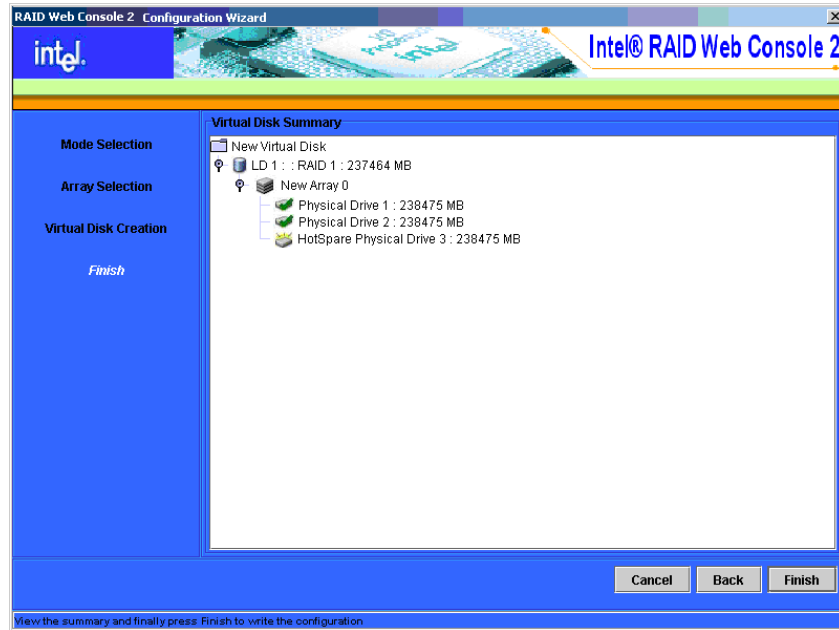 RAID Web Console 2 Configuration Wizard
intel.
intel
Intel® RAID Web Console 2
Mode Selection
Array Selection
Virtual Disk Creation
Finish
Virtual Disk Summary
New Virtual Disk
LD 1 : : RAID 1 : 237464 MB
New Array 0
Physical Drive 1 : 238475 MB
Physical Drive 2 : 238475 MB
HotSpare Physical Drive 3 : 238475 MB
Cancel
Back
Finish
View the summary and finally press Finish to write the configuration